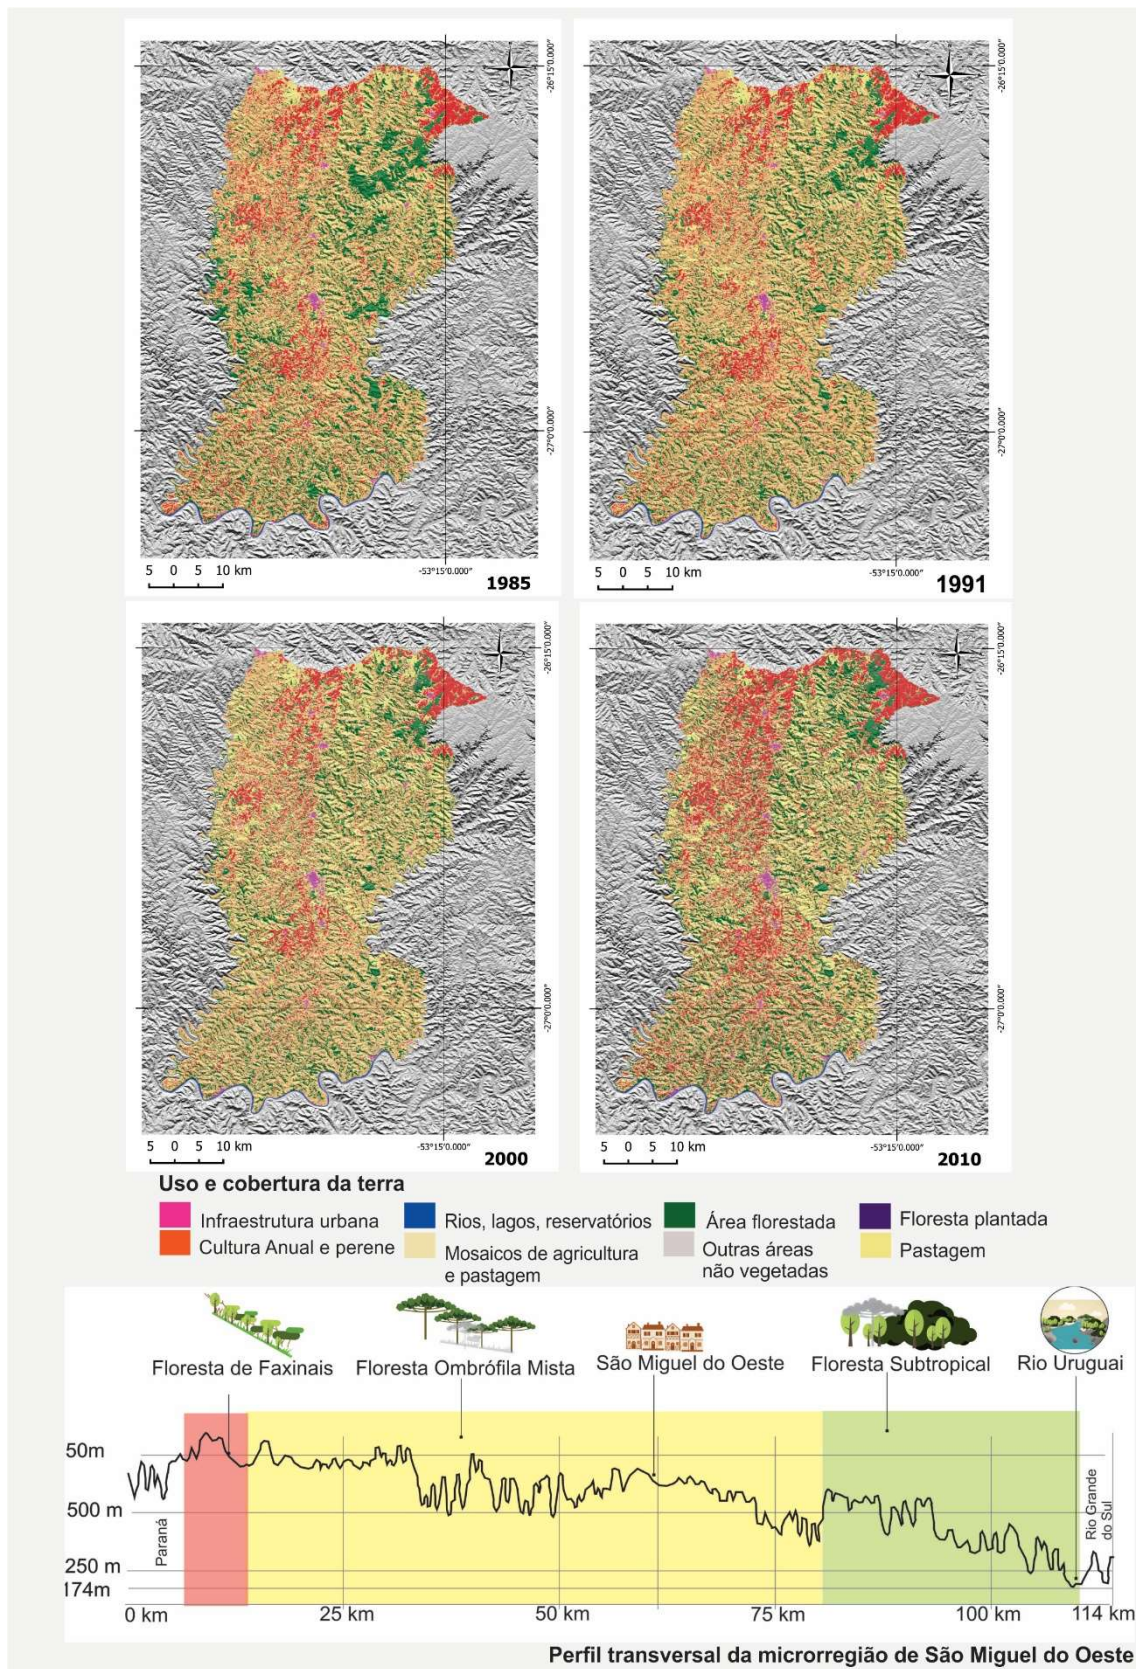 -26°15'0.000"
-27°0'0.000"
-53°15'0.000"
5 0 5 10 km
1985
-26°15'0.000"
-27°0'0.000"
-53°15'0.000"
5 0 5 10 km
1991
-26°15'0.000"
-27°0'0.000"
-53°15'0.000"
5 0 5 10 km
2000
-26°15'0.000"
-27°0'0.000"
-53°15'0.000"
5 0 5 10 km
2010
Uso e cobertura da terra
Infraestrutura urbana
Rios, lagos, reservatórios
Área florestada
Floresta plantada
Cultura Anual e perene
Mosaicos de agricultura
e pastagem
Outras áreas
não vegetadas
Pastagem
Floresta de Faxinais
Floresta Ombrófila Mista
São Miguel do Oeste
Floresta Subtropical
Rio Uruguai
50m
500 m
250 m
174m
Paraná
Rio Grande
do Sul
0 km
25 km
50 km
75 km
100 km
114 km
Perfil transversal da microrregião de São Miguel do Oeste